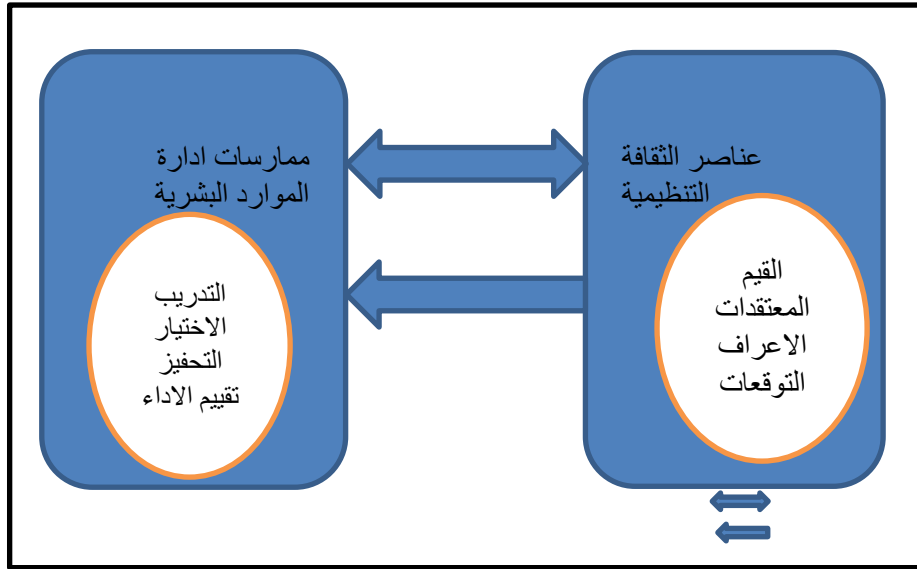 عناصر الثقافة
التنظيمية
القيم
المعتقدات
الاعراف
التوقعات
ممارسات ادارة
الموارد البشرية
التدريب
الاختيار
التحفيز
تقييم الاداء